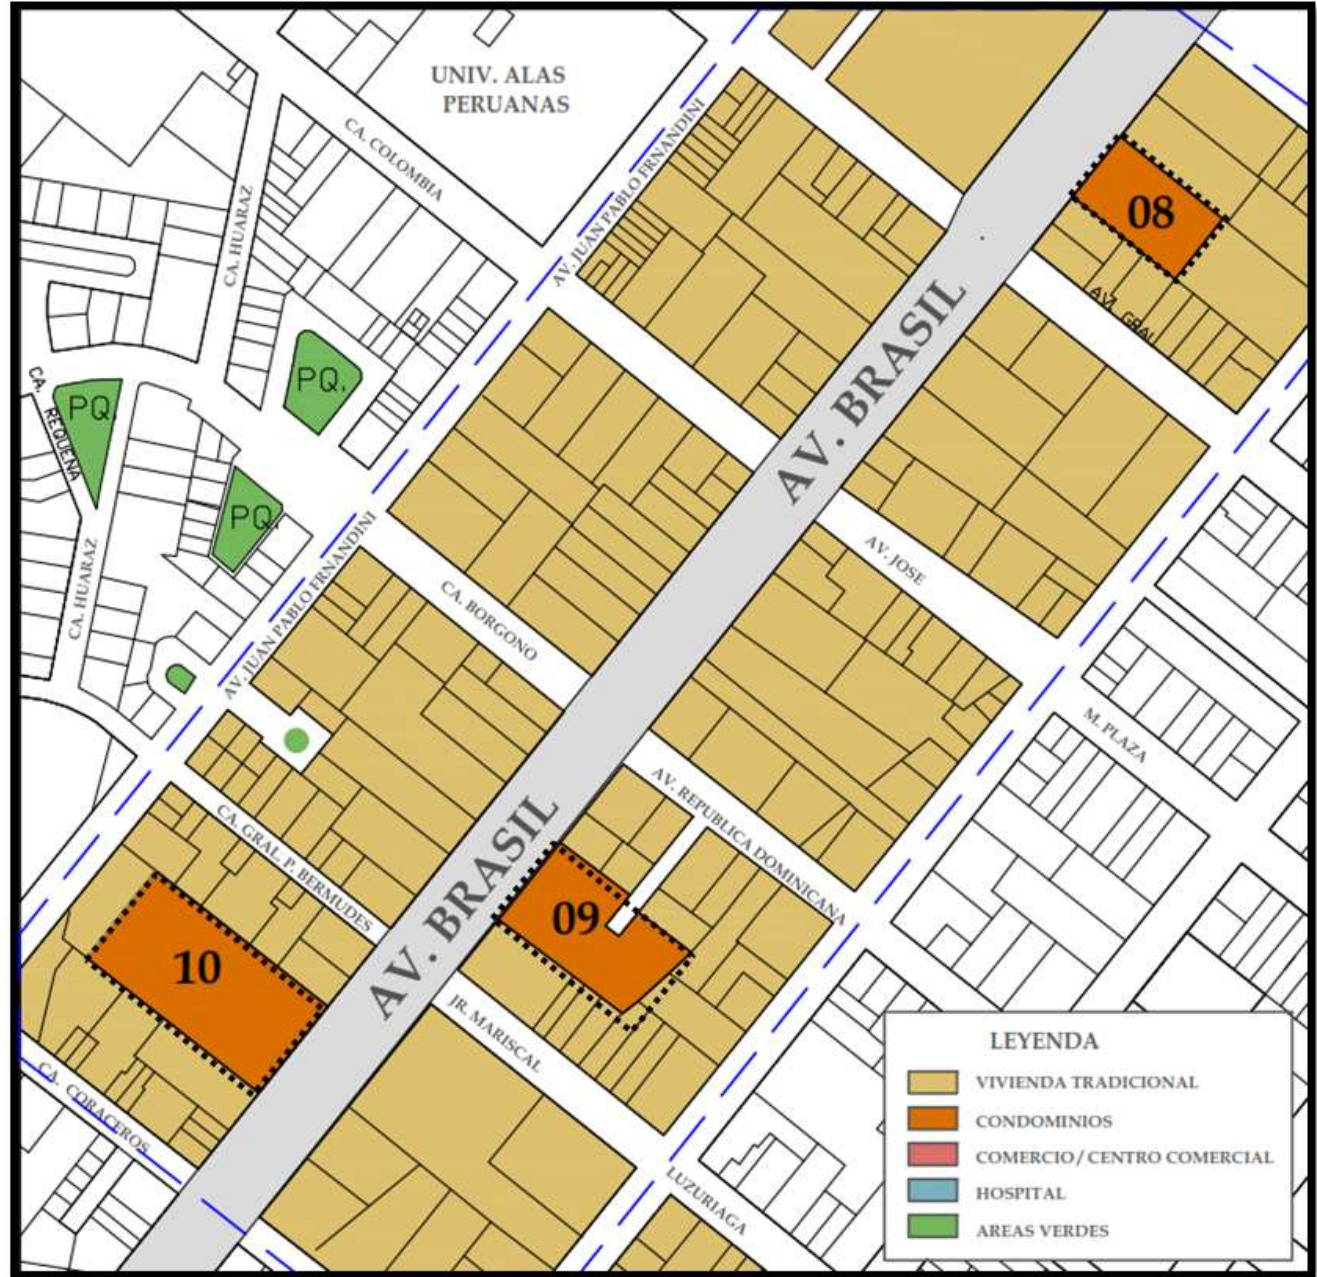 UNIV. ALAS
PERUANAS
CA. COLOMBIA
AV. JUAN PABLO FRNANDINI
CA. HUARAZ
08
AV. GRAL
AV. BRASIL
PQ.
PQ.
CA. REQUENA
PQ.
CA. HUARAZ
AV. JUAN PABLO FRNANDINI
AV. JOSE
CA. BORGONO
M. PLAZA
AV. REPUBLICA DOMINICANA
CA. GRAL. P. BERMUDES
AV. BRASIL
09
10
JR. MARISCAL
CA. CORACEROS
LUZURIAGA
LEYENDA
VIVIENDA TRADICIONAL
CONDOMINIOS
COMERCIO / CENTRO COMERCIAL
HOSPITAL
AREAS VERDES